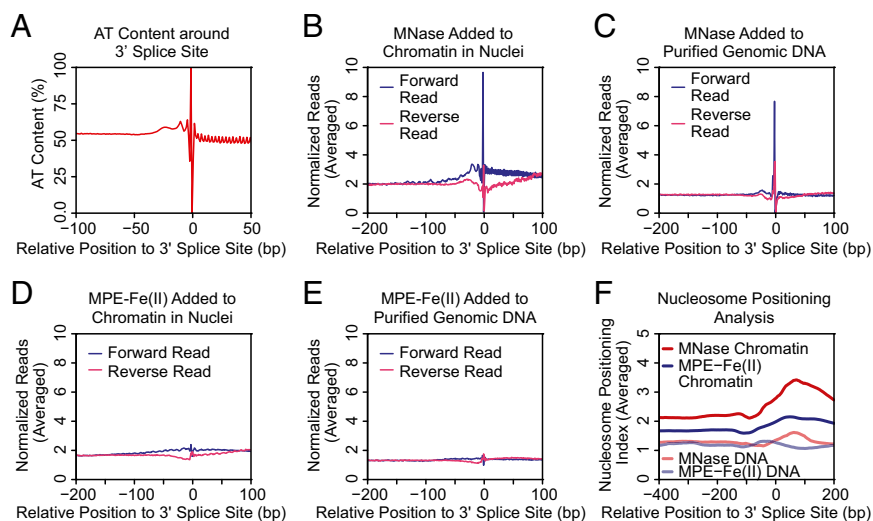 A
AT Content around
3' Splice Site
AT Content (%)
100
75
50
25
0.0
−100
−50
0
50
Relative Position to 3' Splice Site (bp)
B
MNase Added to
Chromatin in Nuclei
Normalized Reads
(Averaged)
10
8
6
4
2
0
Forward
Read
Reverse
Read
−200
−100
0
100
Relative Position to 3' Splice Site (bp)
C
MNase Added to
Purified Genomic DNA
Normalized Reads
(Averaged)
10
8
6
4
2
0
Forward
Read
Reverse
Read
−200
−100
0
100
Relative Position to 3' Splice Site (bp)
D
MPE-Fe(II) Added to
Chromatin in Nuclei
Normalized Reads
(Averaged)
10
8
6
4
2
0
Forward Read
Reverse Read
−200
−100
0
100
Relative Position to 3' Splice Site (bp)
E
MPE-Fe(II) Added to
Purified Genomic DNA
Normalized Reads
(Averaged)
10
8
6
4
2
0
Forward Read
Reverse Read
−200
−100
0
100
Relative Position to 3' Splice Site (bp)
F
Nucleosome Positioning
Analysis
Nucleosome Positioning
Index (Averaged)
5
4
3
2
1
0
MNase Chromatin
MPE−Fe(II)
Chromatin
MNase DNA
MPE−Fe(II) DNA
−400
−200
0
200
Relative Position to 3' Splice Site (bp)